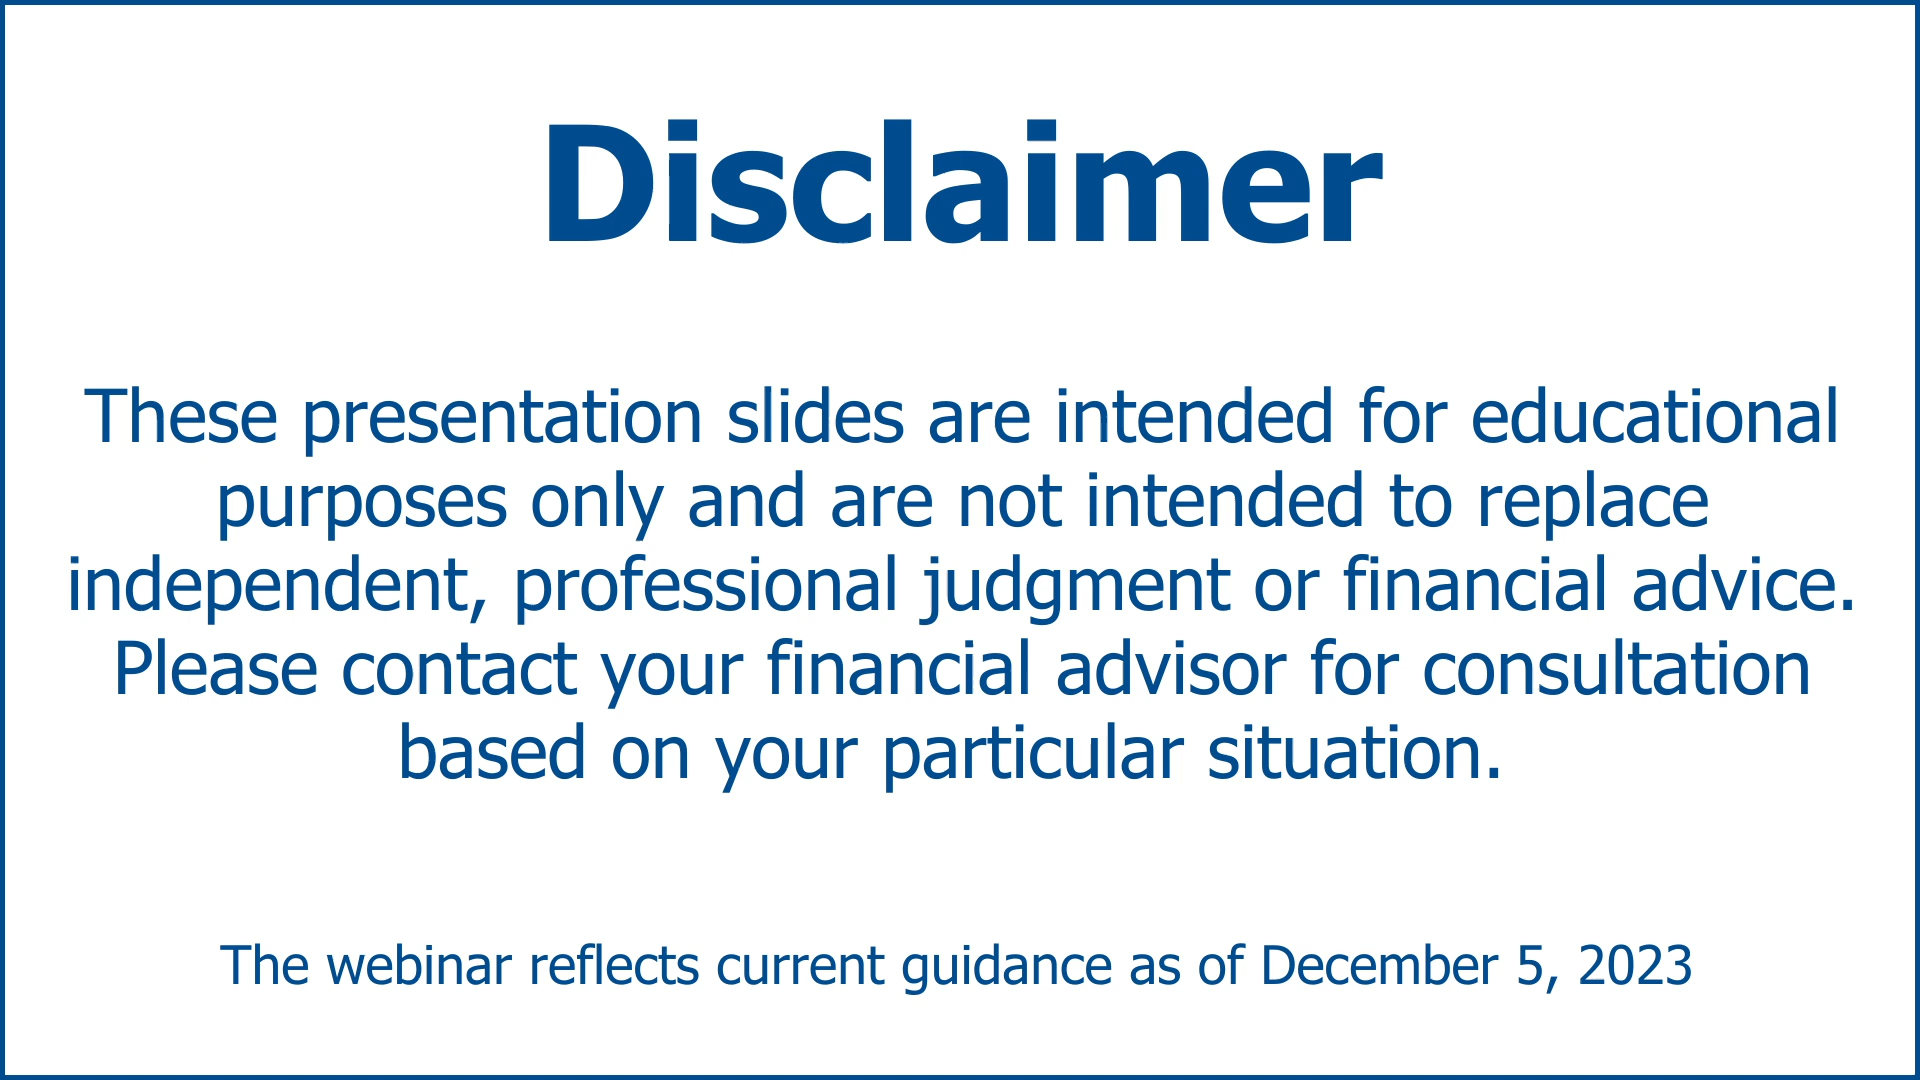 Disclaimer
These presentation slides are intended for educational
purposes only and are not intended to replace
independent, professional judgment or financial advice.
Please contact your financial advisor for consultation
based on your particular situation.
The webinar reflects current guidance as of December 5, 2023